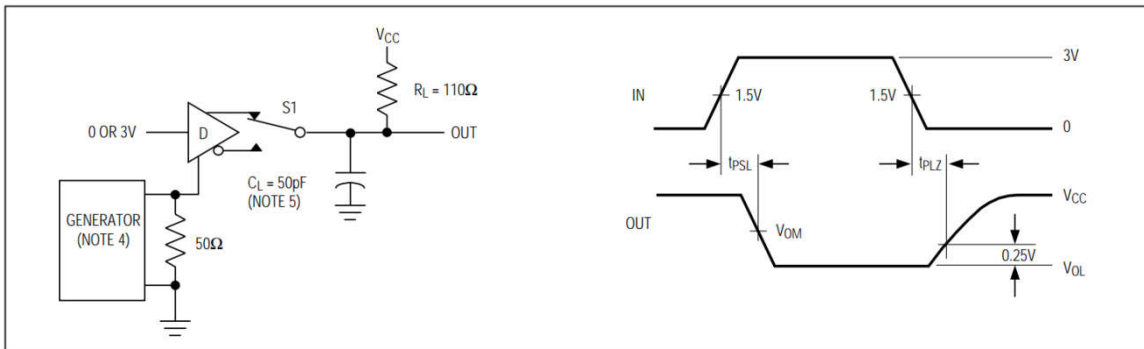 VCC
RL = 110Ω
S1
0 OR 3V
D
OUT
CL = 50pF
(NOTE 5)
GENERATOR
(NOTE 4)
50Ω
3V
IN
1.5V
1.5V
0
tPSL
tPLZ
VCC
OUT
VOM
0.25V
VOL